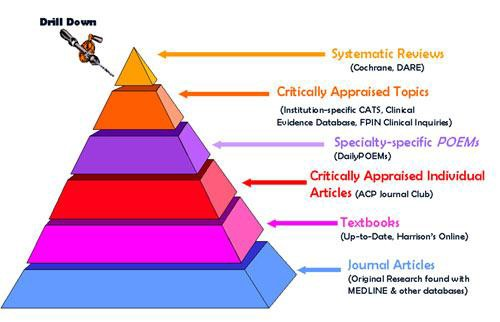 Drill Down
Systematic Reviews
(Cochrane, DARE)
Critically Appraised Topics
(Institution-specific CATS, Clinical
Evidence Database, FPIN Clinical Inquiries)
Specialty-specific POEMs
(DailyPOEMs)
Critically Appraised Individual
Articles (ACP Journal Club)
Textbooks
(Up-to-Date, Harrison's Online)
Journal Articles
(Original Research found with
MEDLINE & other databases)